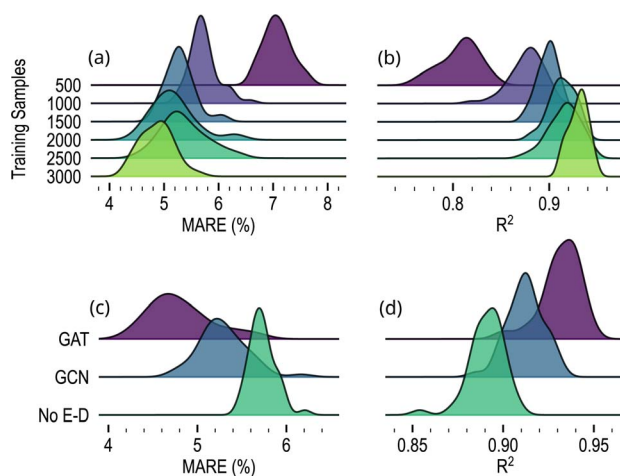 (a)
(b)
Training Samples
500
1000
1500
2000
2500
3000
4 5 6 7 8
MARE (%)
0.8 0.9
R²
(c)
(d)
GAT
GCN
No E-D
4 5 6
MARE (%)
0.85 0.90 0.95
R²